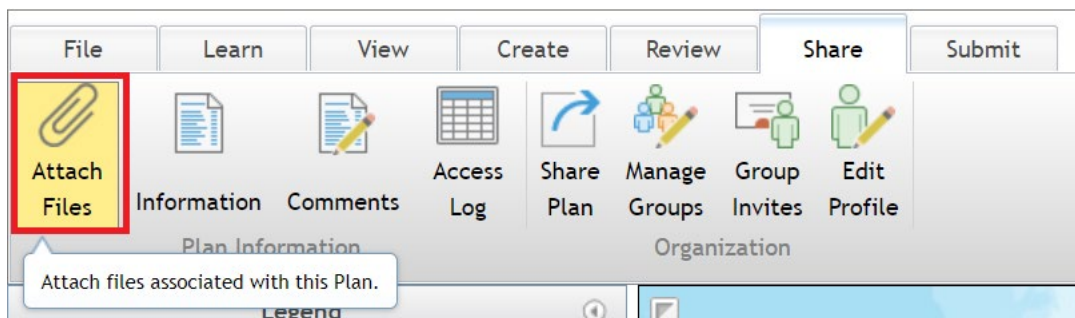 File Learn View Create Review Share Submit
Attach Files Information Comments Access Log Share Plan Manage Groups Group Invites Edit Profile
Plan Information Organization
Attach files associated with this Plan.
Legend